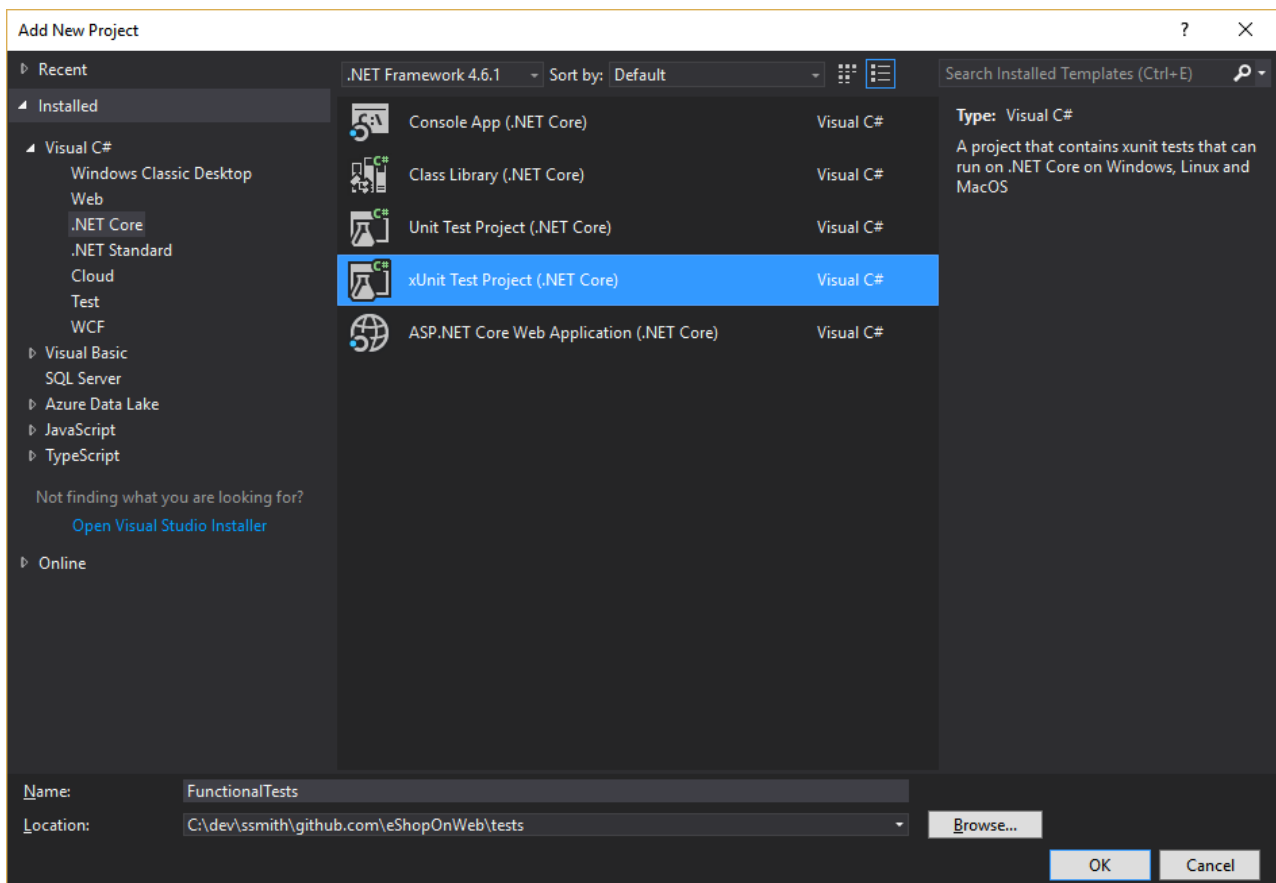 Add New Project
? ×
Recent
Installed
Visual C#
Windows Classic Desktop
Web
.NET Core
.NET Standard
Cloud
Test
WCF
Visual Basic
SQL Server
Azure Data Lake
JavaScript
TypeScript
Not finding what you are looking for?
Open Visual Studio Installer
Online
.NET Framework 4.6.1 Sort by: Default
Console App (.NET Core) Visual C#
Class Library (.NET Core) Visual C#
Unit Test Project (.NET Core) Visual C#
xUnit Test Project (.NET Core) Visual C#
ASP.NET Core Web Application (.NET Core) Visual C#
Search Installed Templates (Ctrl+E)
Type: Visual C#
A project that contains xunit tests that can
run on .NET Core on Windows, Linux and
MacOS
Name: FunctionalTests
Location: C:\dev\ssmith\github.com\eShopOnWeb\tests
Browse...
OK Cancel